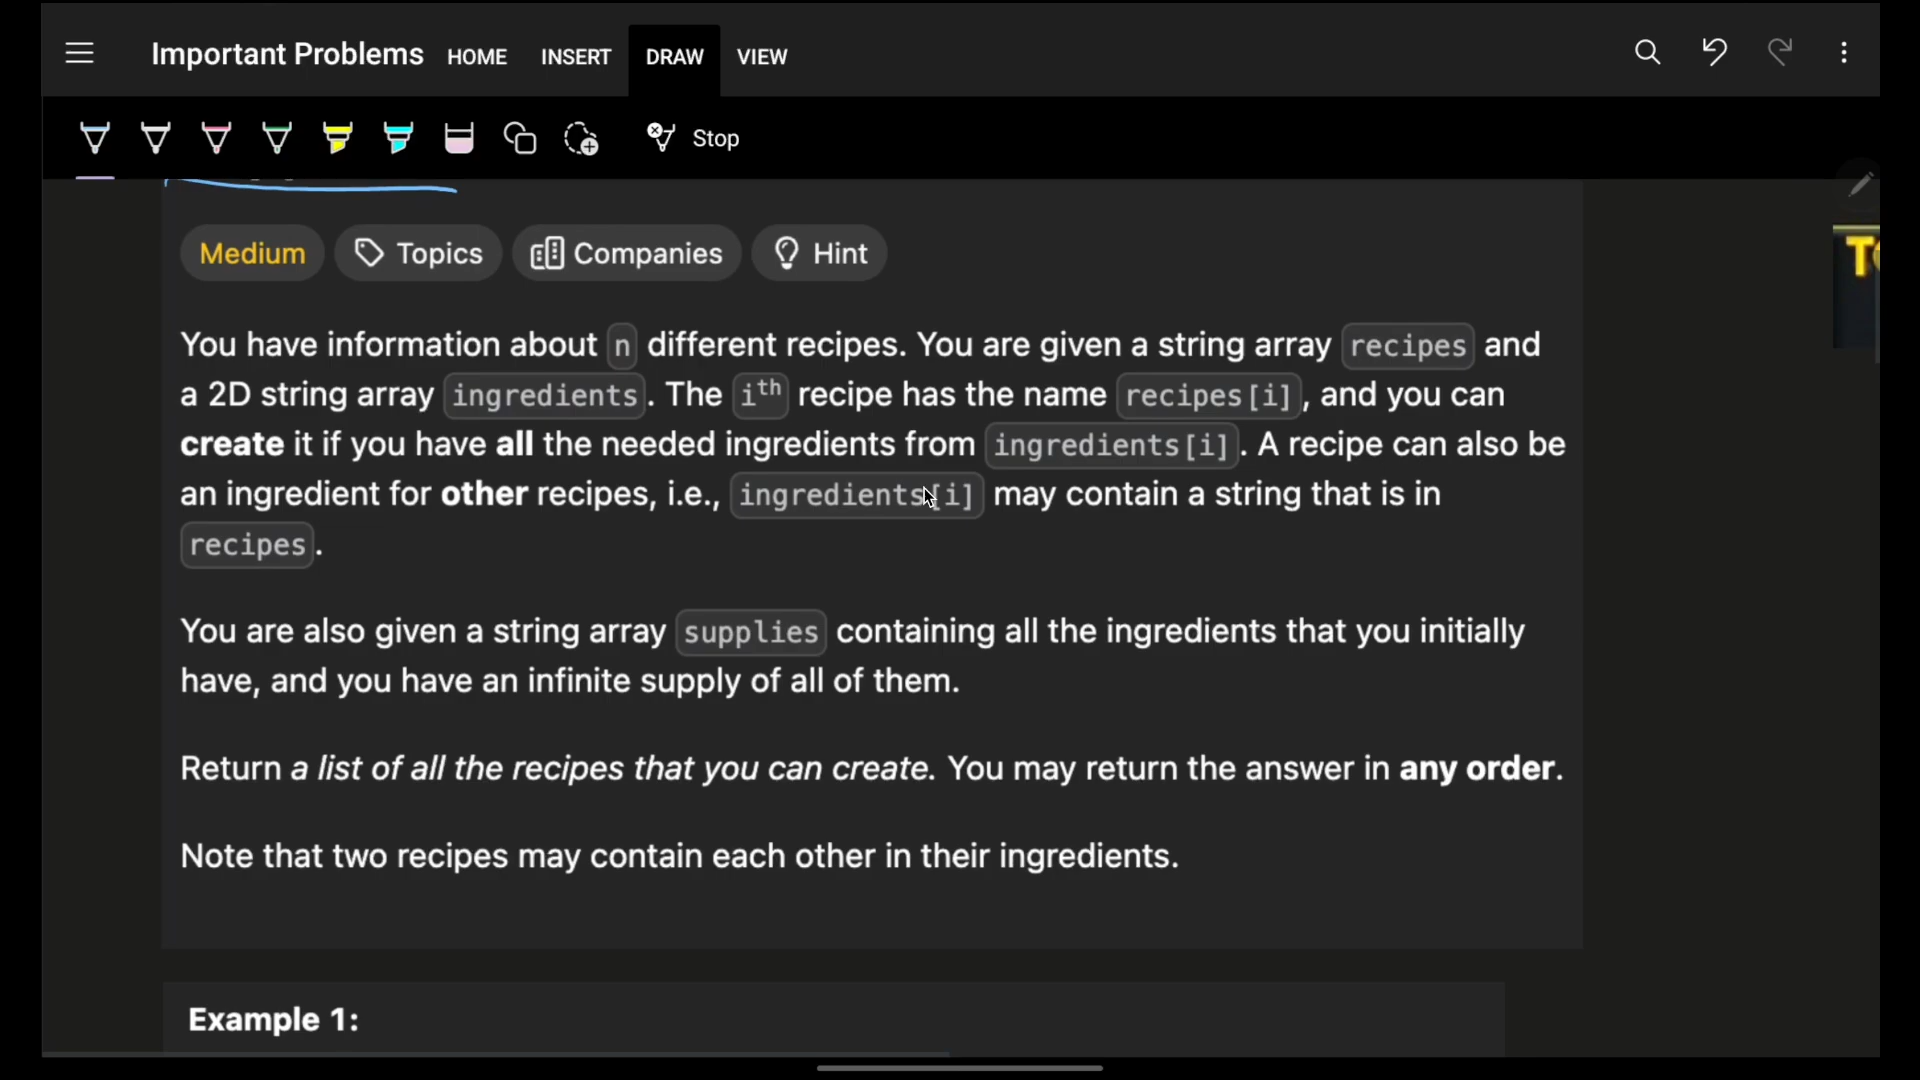 Important Problems HOME INSERT DRAW VIEW
Stop
Medium Topics Companies Hint
You have information about n different recipes. You are given a string array recipes and
a 2D string array ingredients. The ith recipe has the name recipes[i], and you can
create it if you have all the needed ingredients from ingredients[i]. A recipe can also be
an ingredient for other recipes, i.e., ingredients[i] may contain a string that is in
recipes.
You are also given a string array supplies containing all the ingredients that you initially
have, and you have an infinite supply of all of them.
Return a list of all the recipes that you can create. You may return the answer in any order.
Note that two recipes may contain each other in their ingredients.
Example 1: